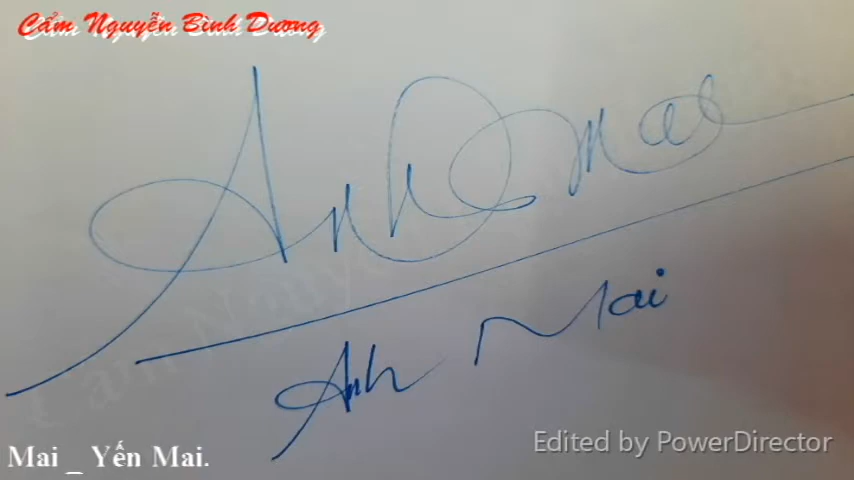 Cẩm Nguyễn Bình Dương
Anh Mai
Anh Mai
Edited by PowerDirector
Mai _ Yến Mai.